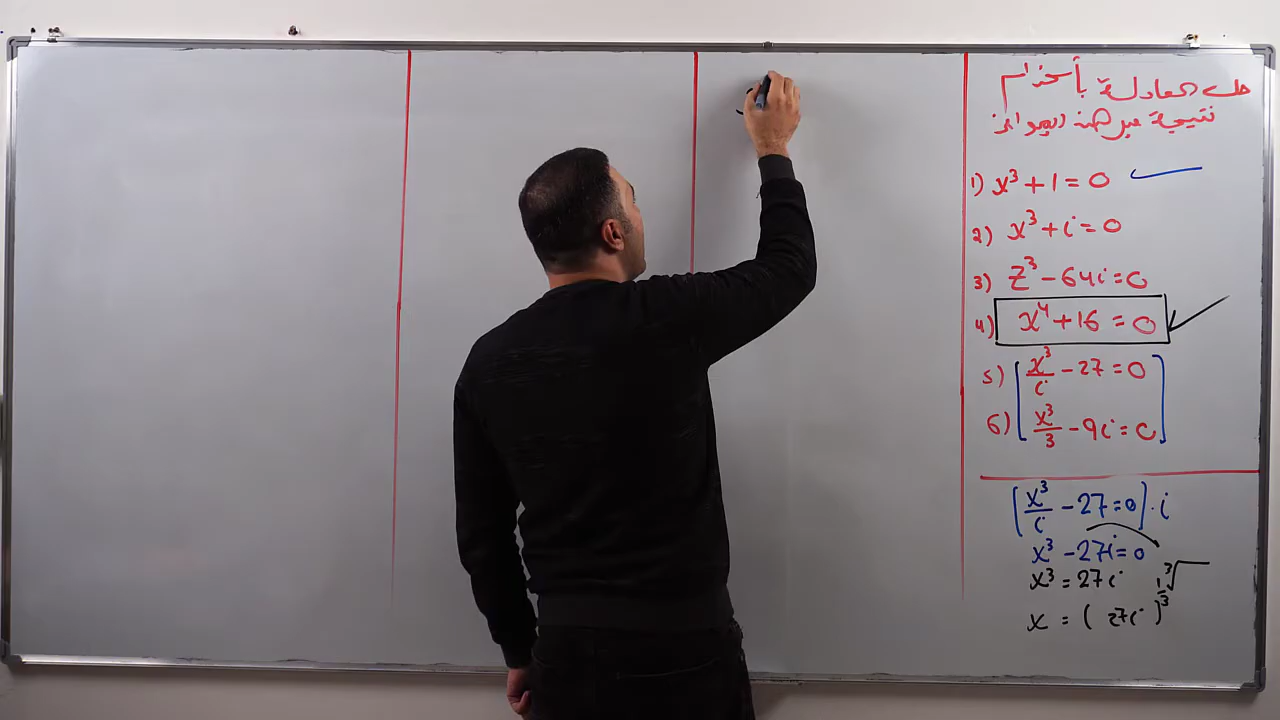 حل المعادلة بأستخدام
نتيجة مبرهنة ديموافر
1) x³ + 1 = 0
2) x³ + i = 0
3) z³ - 64i = 0
4) x⁴ + 16 = 0
5) [x³/i - 27 = 0
6) x³/3 - 9i = 0]
[x³/i - 27 = 0] · i
x³ - 27i = 0
x³ = 27i ³√
x = ( 27i )^1/3